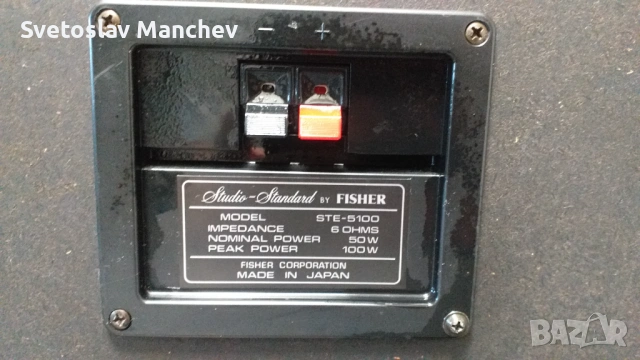 Svetoslav Manchev
− +
Studio-Standard BY FISHER
MODEL STE-5100
IMPEDANCE 6 OHMS
NOMINAL POWER 50W
PEAK POWER 100W
FISHER CORPORATION
MADE IN JAPAN
BAZAR